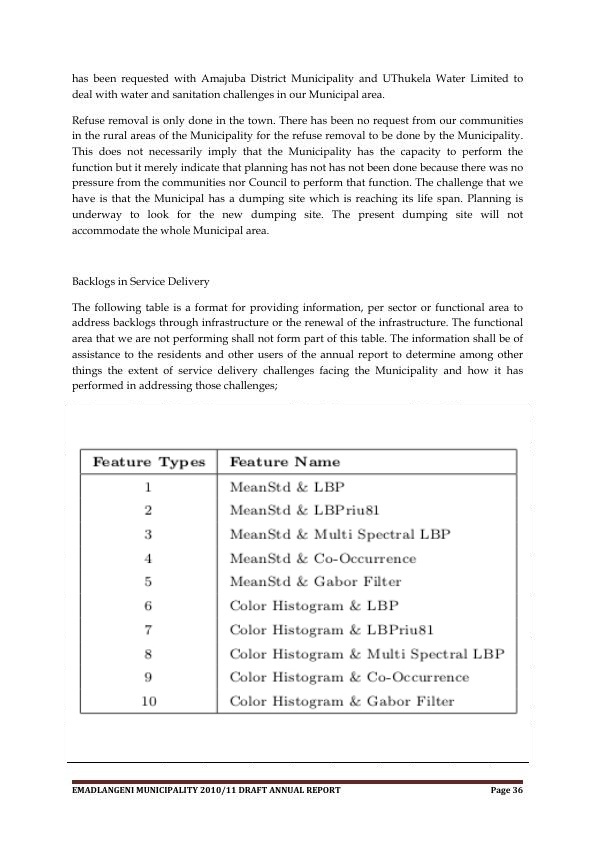 has been requested with Amajuba District Municipality and UThukela Water Limited to
deal with water and sanitation challenges in our Municipal area.
Refuse removal is only done in the town. There has been no request from our communities
in the rural areas of the Municipality for the refuse removal to be done by the Municipality.
This does not necessarily imply that the Municipality has the capacity to perform the
function but it merely indicate that planning has not has not been done because there was no
pressure from the communities nor Council to perform that function. The challenge that we
have is that the Municipal has a dumping site which is reaching its life span. Planning is
underway to look for the new dumping site. The present dumping site will not
accommodate the whole Municipal area.
Backlogs in Service Delivery
The following table is a format for providing information, per sector or functional area to
address backlogs through infrastructure or the renewal of the infrastructure. The functional
area that we are not performing shall not form part of this table. The information shall be of
assistance to the residents and other users of the annual report to determine among other
things the extent of service delivery challenges facing the Municipality and how it has
performed in addressing those challenges;
Feature Types Feature Name
1 MeanStd & LBP
2 MeanStd & LBPriu81
3 MeanStd & Multi Spectral LBP
4 MeanStd & Co-Occurrence
5 MeanStd & Gabor Filter
6 Color Histogram & LBP
7 Color Histogram & LBPriu81
8 Color Histogram & Multi Spectral LBP
9 Color Histogram & Co-Occurrence
10 Color Histogram & Gabor Filter
EMADLANGENI MUNICIPALITY 2010/11 DRAFT ANNUAL REPORT Page 36